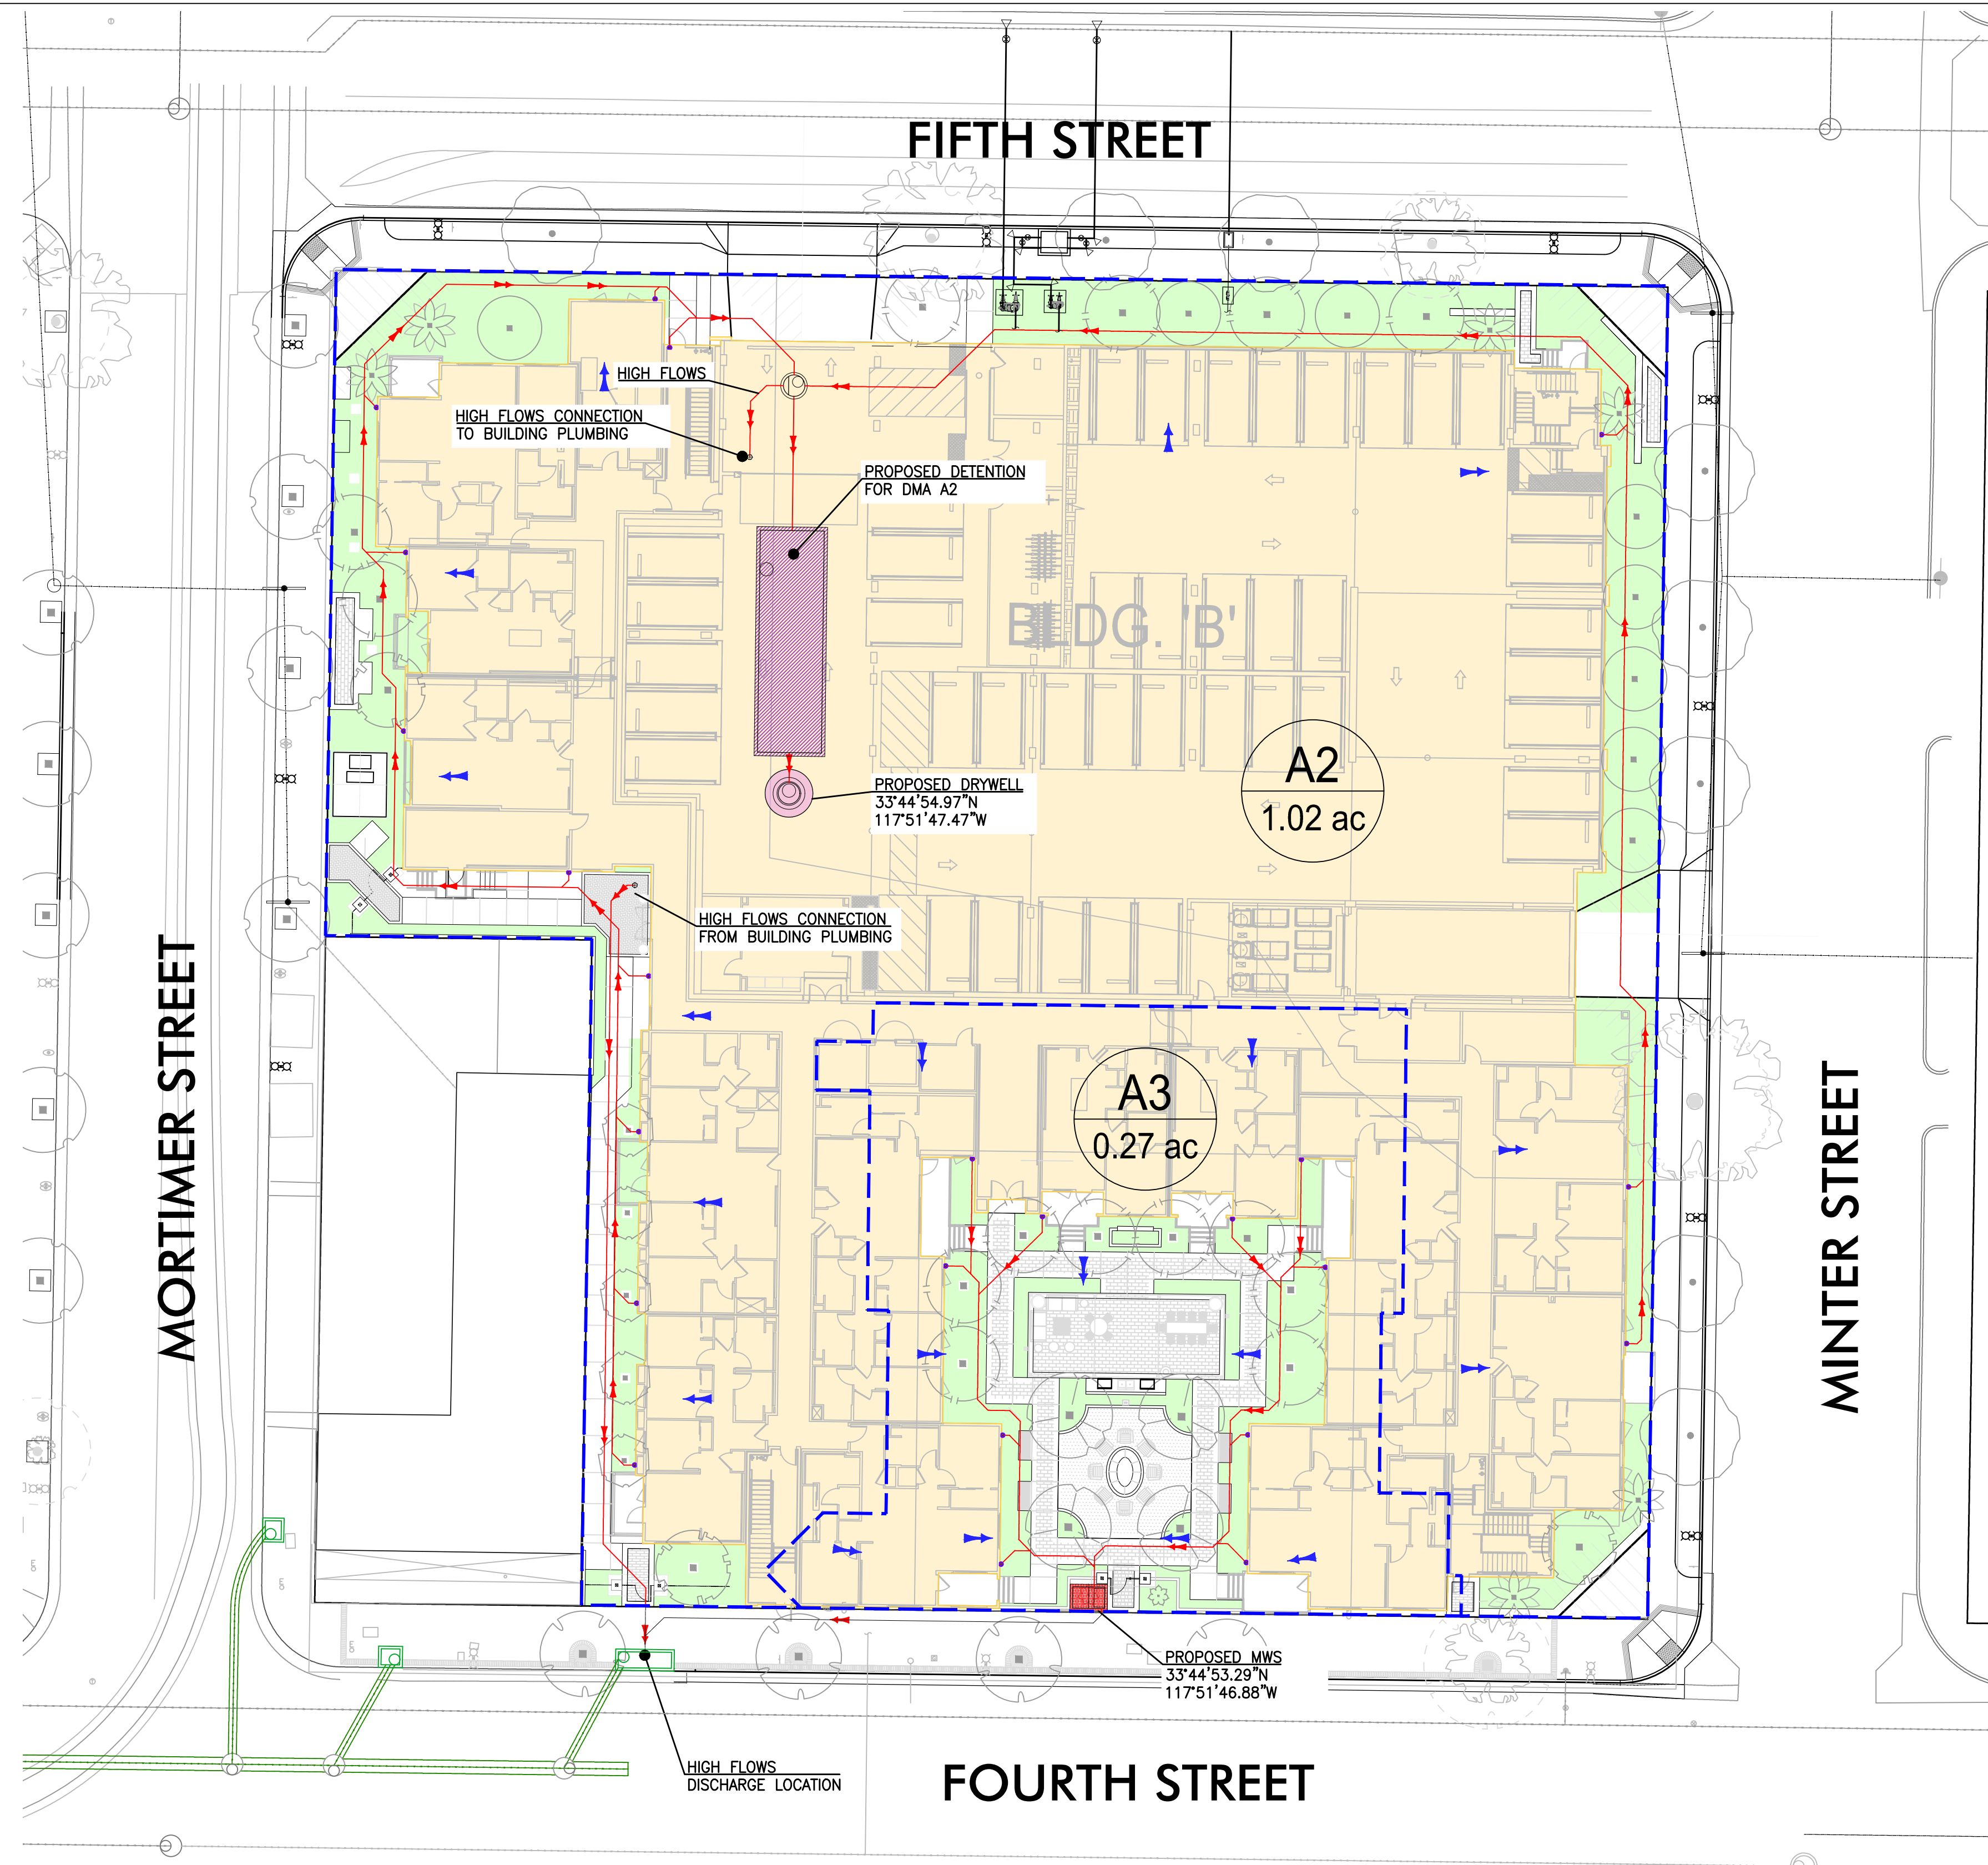 FIFTH STREET
HIGH FLOWS
HIGH FLOWS CONNECTION
TO BUILDING PLUMBING
PROPOSED DETENTION
FOR DMA A2
BLDG. 'B'
A2
1.02 ac
PROPOSED DRYWELL
33°44'54.97"N
117°51'47.47"W
HIGH FLOWS CONNECTION
FROM BUILDING PLUMBING
MORTIMER STREET
A3
0.27 ac
MINTER STREET
PROPOSED MWS
33°44'53.29"N
117°51'46.88"W
HIGH FLOWS
DISCHARGE LOCATION
FOURTH STREET